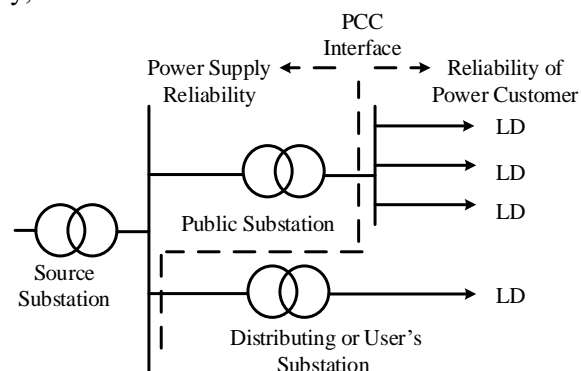 y,
PCC
Interface
Power Supply
Reliability
Reliability of
Power Customer
LD
LD
LD
Public Substation
Source
Substation
LD
Distributing or User's
Substation